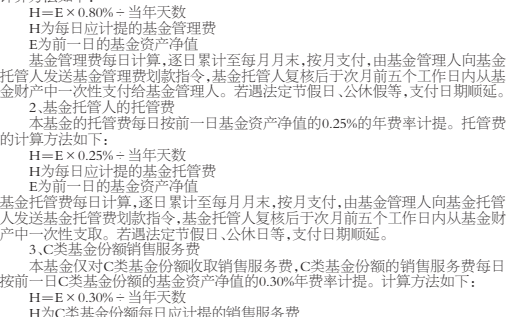 H＝E×0.80%÷当年天数
H为每日应计提的基金管理费
E为前一日的基金资产净值
基金管理费每日计算，逐日累计至每月月末，按月支付，由基金管理人向基金
托管人发送基金管理费划款指令，基金托管人复核后于次月前五个工作日内从基
金财产中一次性支付给基金管理人。若遇法定节假日、公休假等，支付日期顺延。
2、基金托管人的托管费
本基金的托管费每日按前一日基金资产净值的0.25%的年费率计提。托管费
的计算方法如下：
H＝E×0.25%÷当年天数
H为每日应计提的基金托管费
E为前一日的基金资产净值
基金托管费每日计算，逐日累计至每月月末，按月支付，由基金管理人向基金托管
人发送基金托管费划款指令，基金托管人复核后于次月前五个工作日内从基金财
产中一次性支取。若遇法定节假日、公休日等，支付日期顺延。
3、C类基金份额销售服务费
本基金仅对C类基金份额收取销售服务费，C类基金份额的销售服务费每日
按前一日C类基金份额的基金资产净值的0.30%年费率计提。计算方法如下：
H＝E×0.30%÷当年天数
H为C类基金份额每日应计提的销售服务费